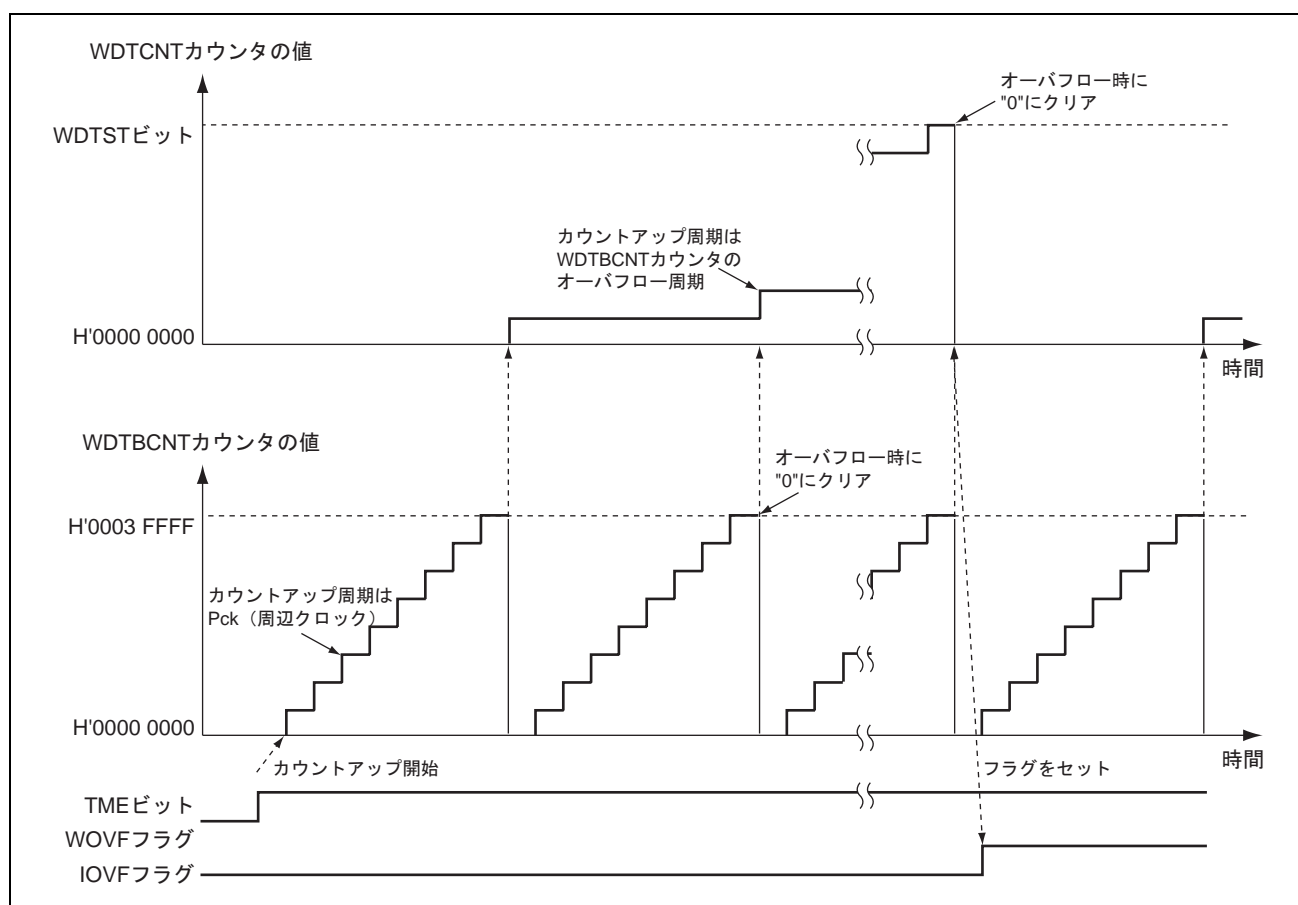 WDTCNTカウンタの値
オーバフロー時に
"0"にクリア
WDTSTビット
カウントアップ周期は
WDTBCNTカウンタの
オーバフロー周期
H'0000 0000
時間
WDTBCNTカウンタの値
オーバフロー時に
"0"にクリア
H'0003 FFFF
カウントアップ周期は
Pck（周辺クロック）
H'0000 0000
時間
カウントアップ開始
フラグをセット
TMEビット
WOVFフラグ
IOVFフラグ